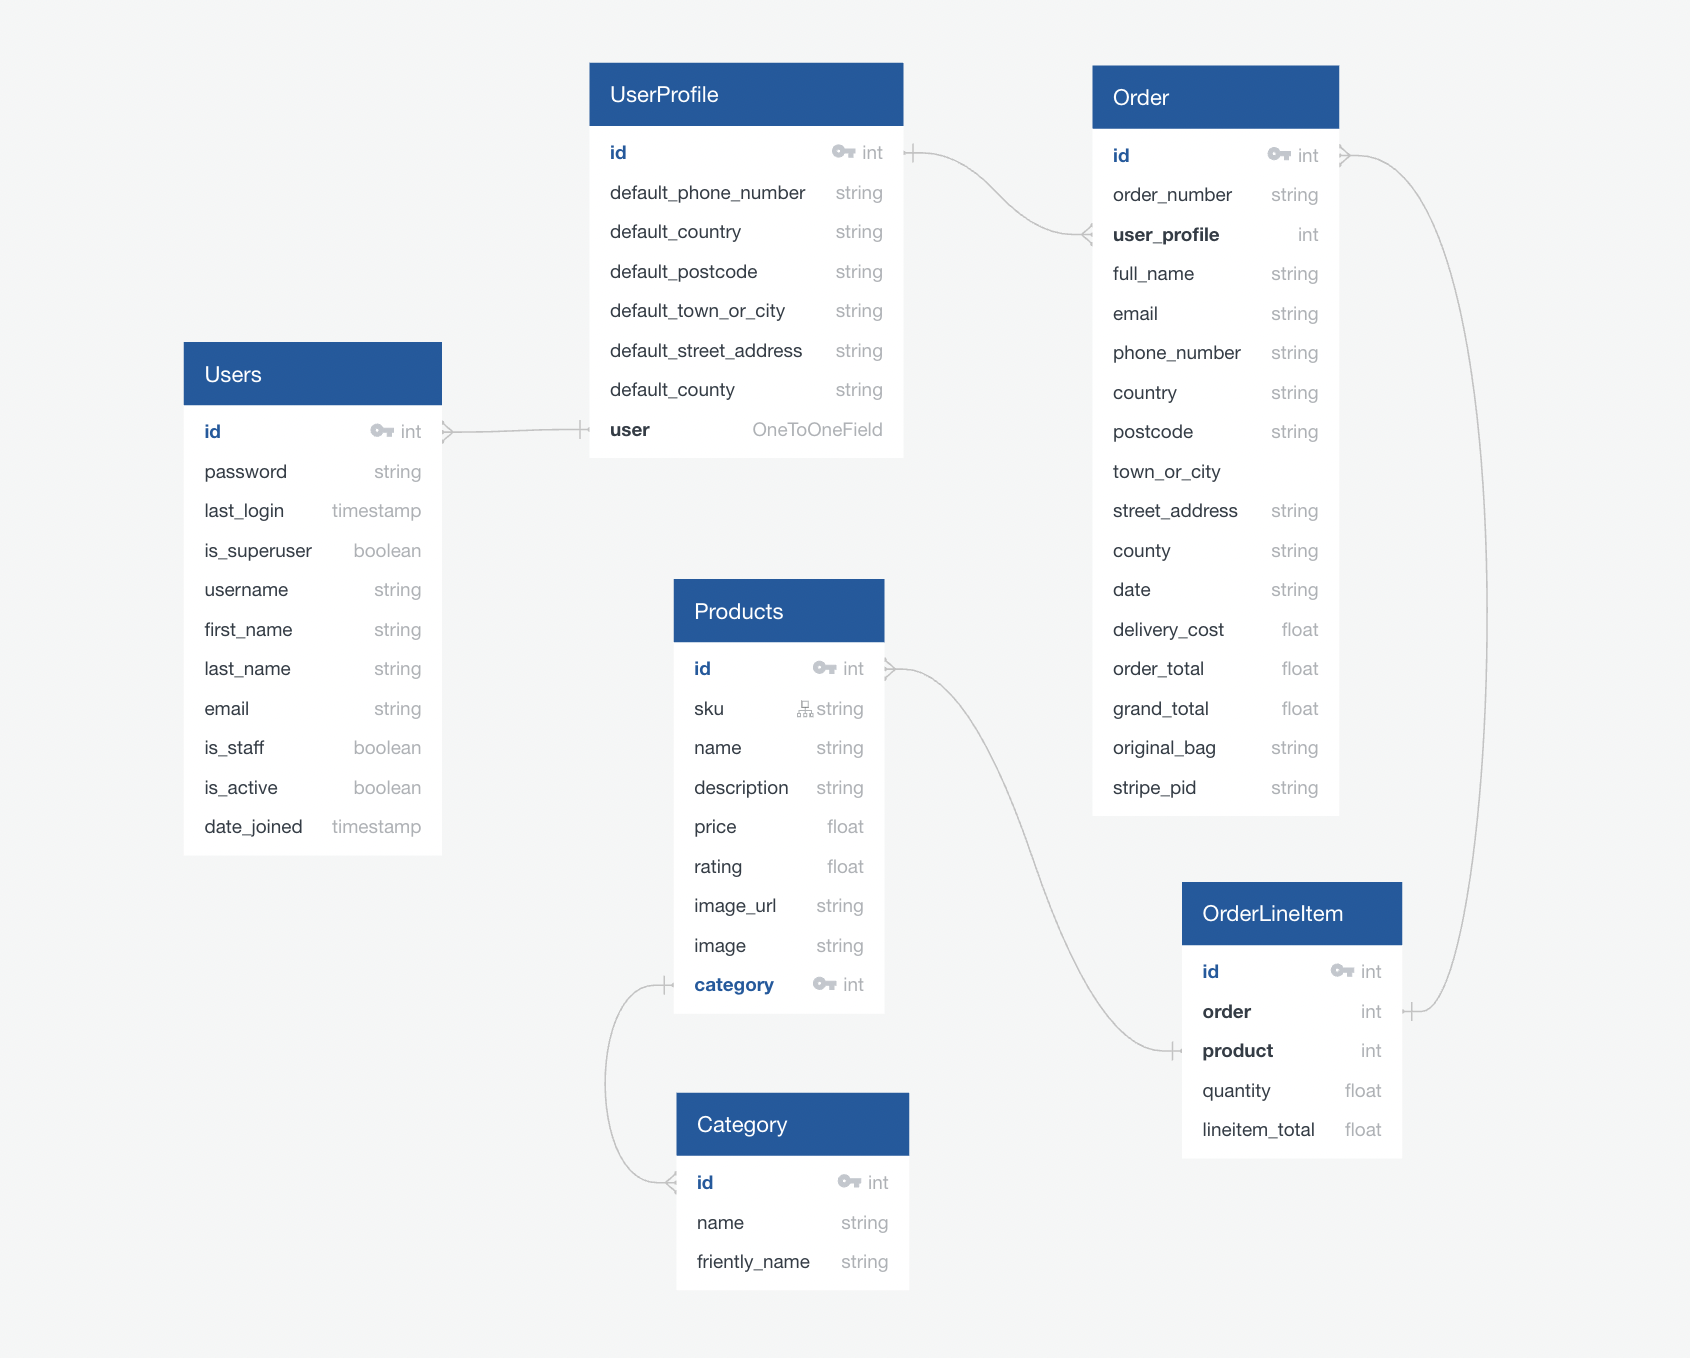 UserProfile
id int
default_phone_number string
default_country string
default_postcode string
default_town_or_city string
default_street_address string
default_county string
user OneToOneField
Order
id int
order_number string
user_profile int
full_name string
email string
phone_number string
country string
postcode string
town_or_city
street_address string
county string
date string
delivery_cost float
order_total float
grand_total float
original_bag string
stripe_pid string
Users
id int
password string
last_login timestamp
is_superuser boolean
username string
first_name string
last_name string
email string
is_staff boolean
is_active boolean
date_joined timestamp
Products
id int
sku string
name string
description string
price float
rating float
image_url string
image string
category int
OrderLineItem
id int
order int
product int
quantity float
lineitem_total float
Category
id int
name string
friently_name string